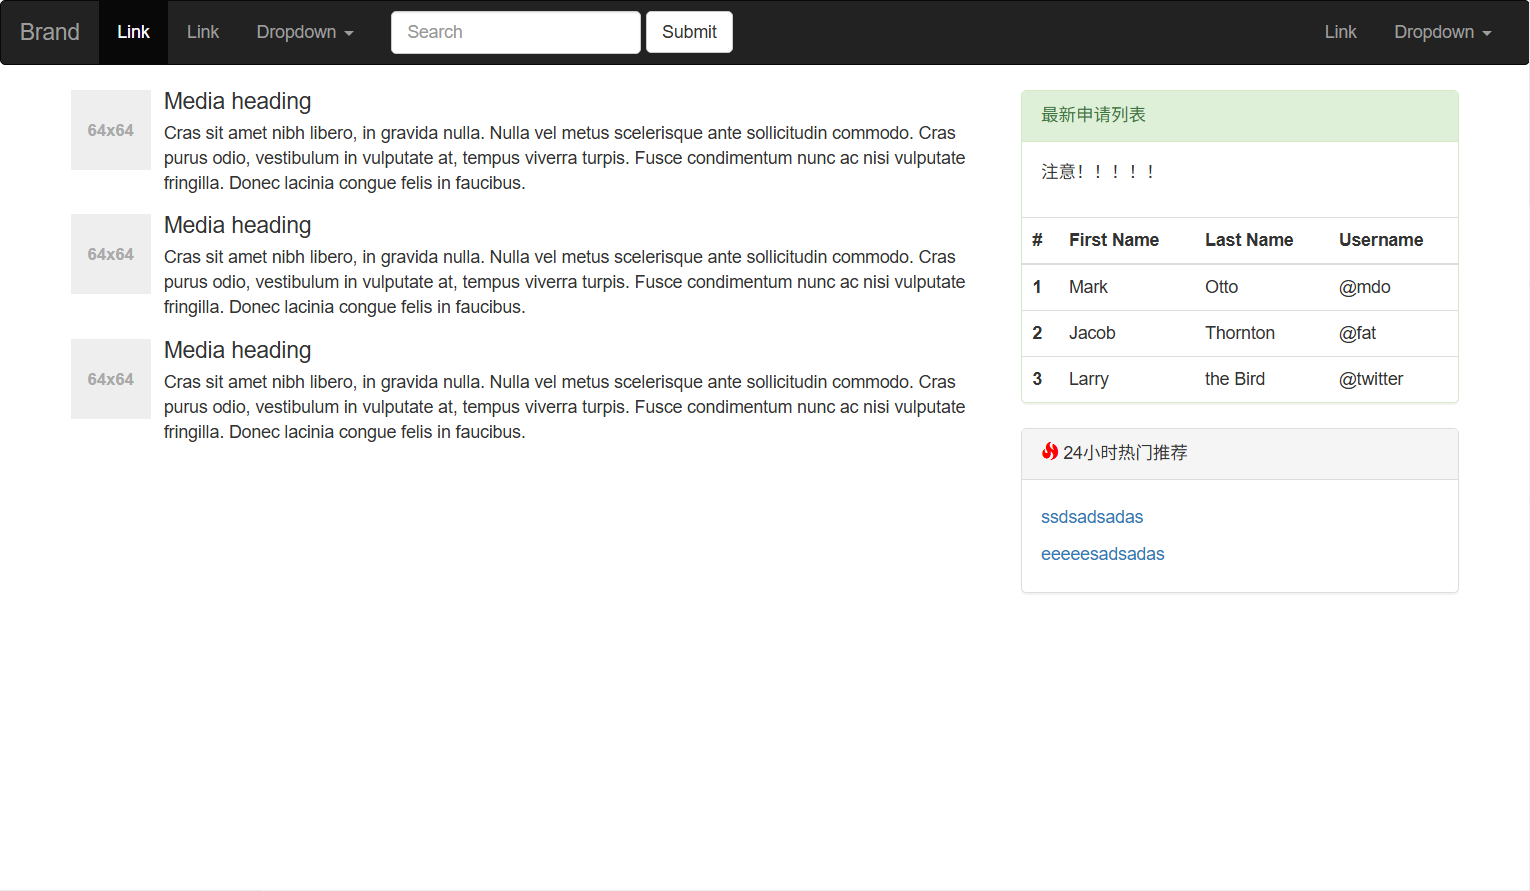 Brand Link Link Dropdown Search Submit Link Dropdown
64x64
Media heading
Cras sit amet nibh libero, in gravida nulla. Nulla vel metus scelerisque ante sollicitudin commodo. Cras
purus odio, vestibulum in vulputate at, tempus viverra turpis. Fusce condimentum nunc ac nisi vulputate
fringilla. Donec lacinia congue felis in faucibus.
64x64
Media heading
Cras sit amet nibh libero, in gravida nulla. Nulla vel metus scelerisque ante sollicitudin commodo. Cras
purus odio, vestibulum in vulputate at, tempus viverra turpis. Fusce condimentum nunc ac nisi vulputate
fringilla. Donec lacinia congue felis in faucibus.
64x64
Media heading
Cras sit amet nibh libero, in gravida nulla. Nulla vel metus scelerisque ante sollicitudin commodo. Cras
purus odio, vestibulum in vulputate at, tempus viverra turpis. Fusce condimentum nunc ac nisi vulputate
fringilla. Donec lacinia congue felis in faucibus.
最新申请列表
注意！！！！！
# First Name Last Name Username
1 Mark Otto @mdo
2 Jacob Thornton @fat
3 Larry the Bird @twitter
24小时热门推荐
ssdsadsadas
eeeeesadsadas